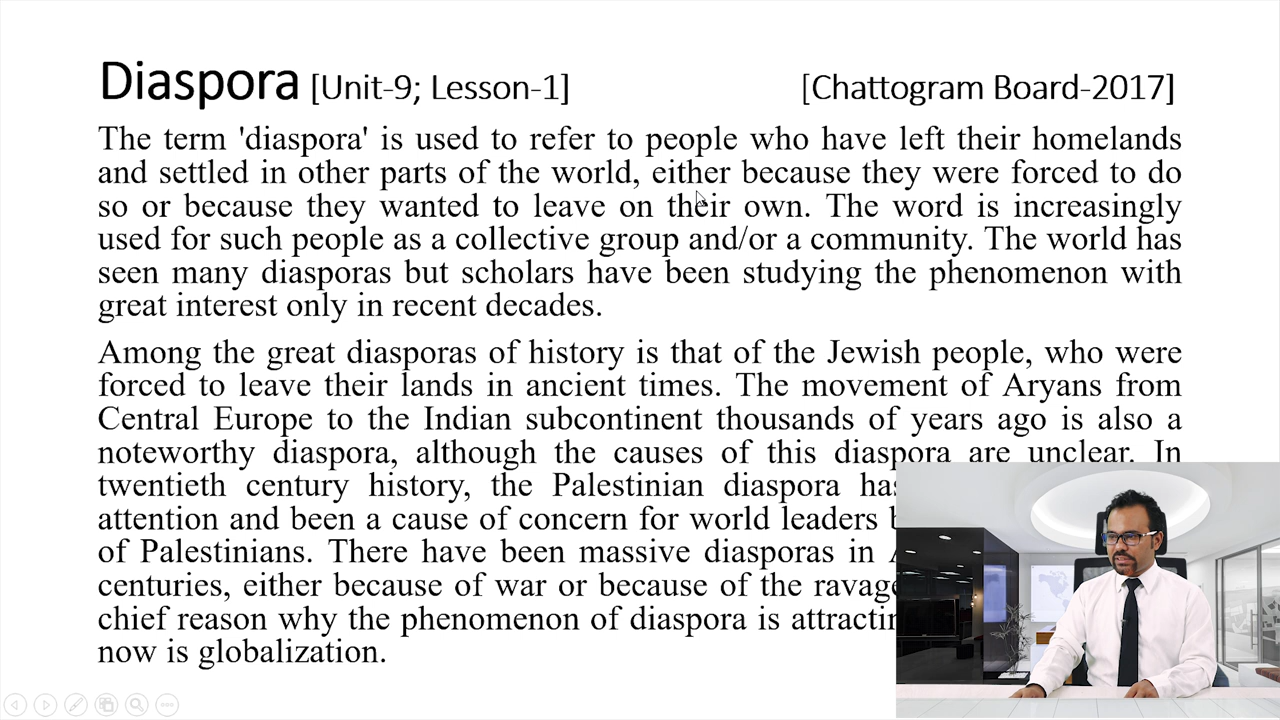 Diaspora [Unit-9; Lesson-1] [Chattogram Board-2017]
The term 'diaspora' is used to refer to people who have left their homelands
and settled in other parts of the world, either because they were forced to do
so or because they wanted to leave on their own. The word is increasingly
used for such people as a collective group and/or a community. The world has
seen many diasporas but scholars have been studying the phenomenon with
great interest only in recent decades.
Among the great diasporas of history is that of the Jewish people, who were
forced to leave their lands in ancient times. The movement of Aryans from
Central Europe to the Indian subcontinent thousands of years ago is also a
noteworthy diaspora, although the causes of this diaspora are unclear. In
twentieth century history, the Palestinian diaspora
attention and been a cause of concern for world leaders
of Palestinians. There have been massive diasporas in
centuries, either because of war or because of the
chief reason why the phenomenon of diaspora is
now is globalization.